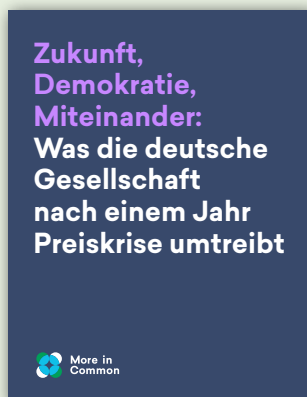 Zukunft,
Demokratie,
Miteinander:
Was die deutsche
Gesellschaft
nach einem Jahr
Preiskrise umtreibt
More in
Common